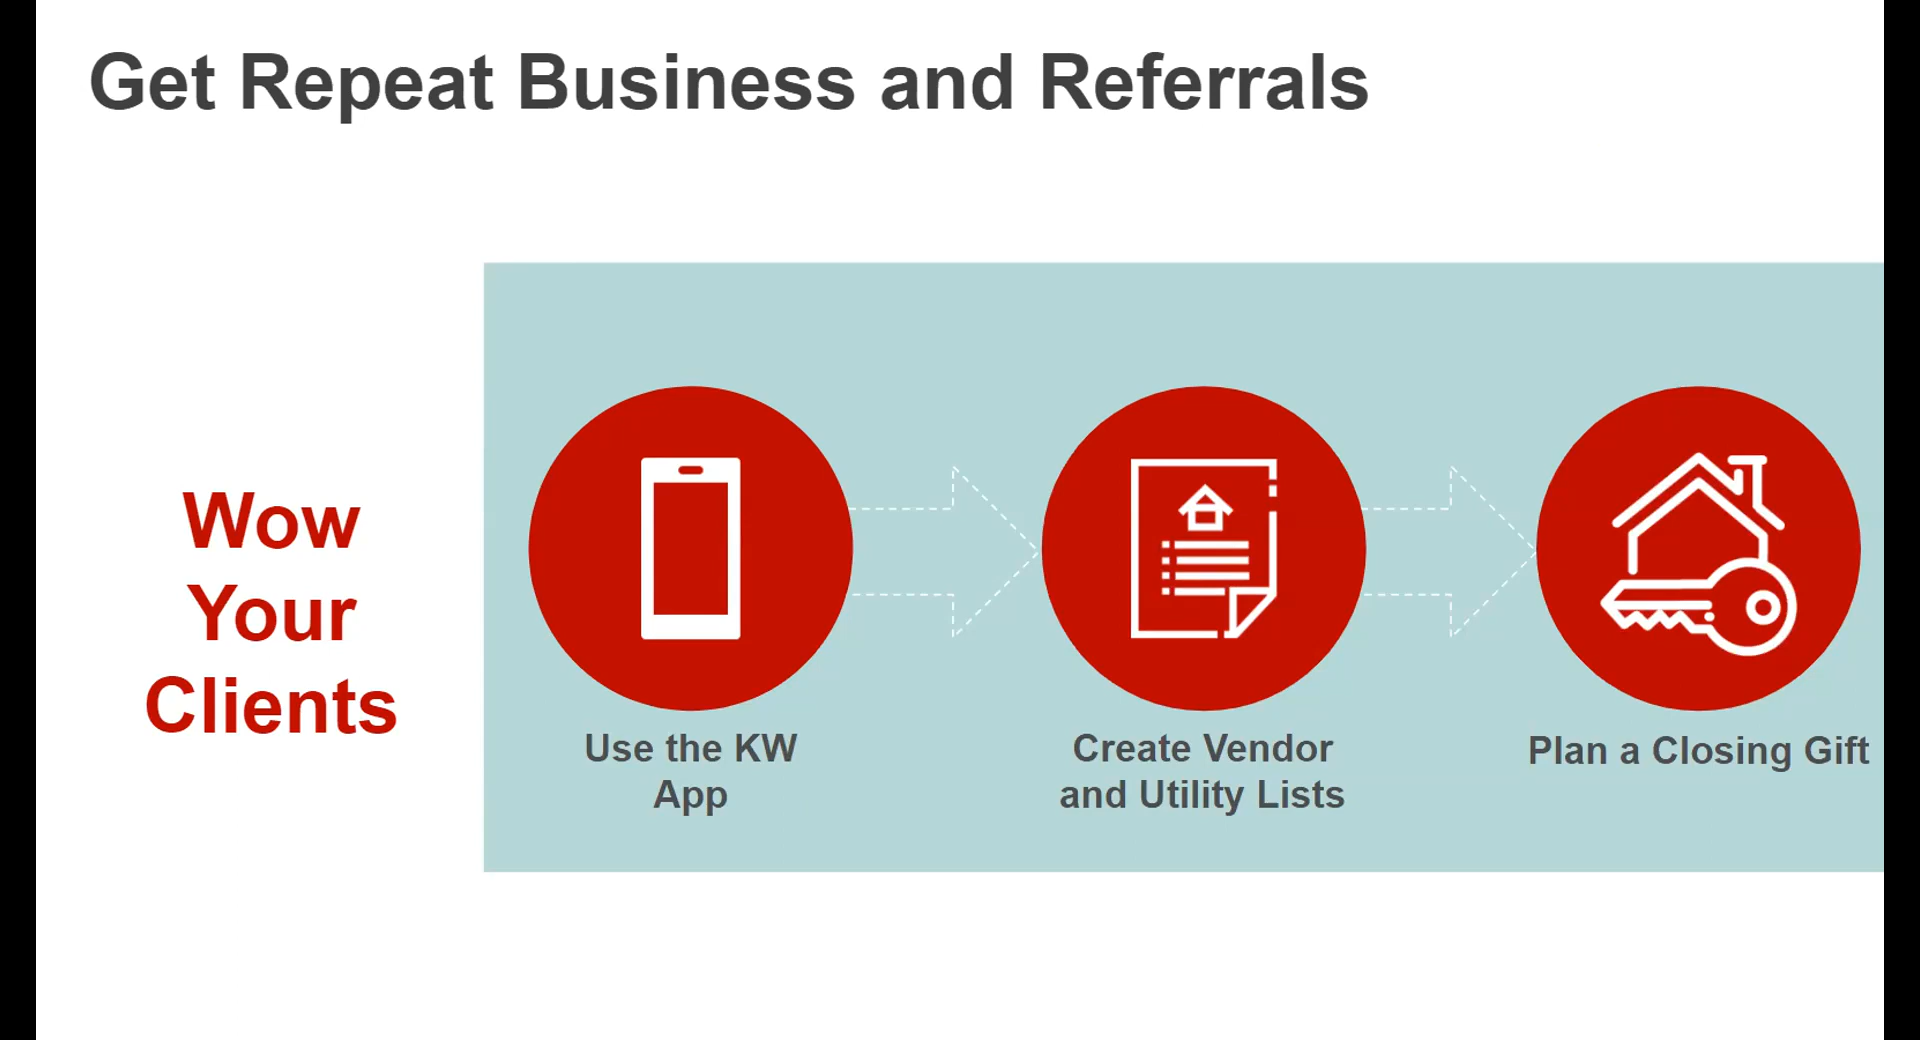 Get Repeat Business and Referrals
Wow
Your
Clients
Use the KW
App
Create Vendor
and Utility Lists
Plan a Closing Gift